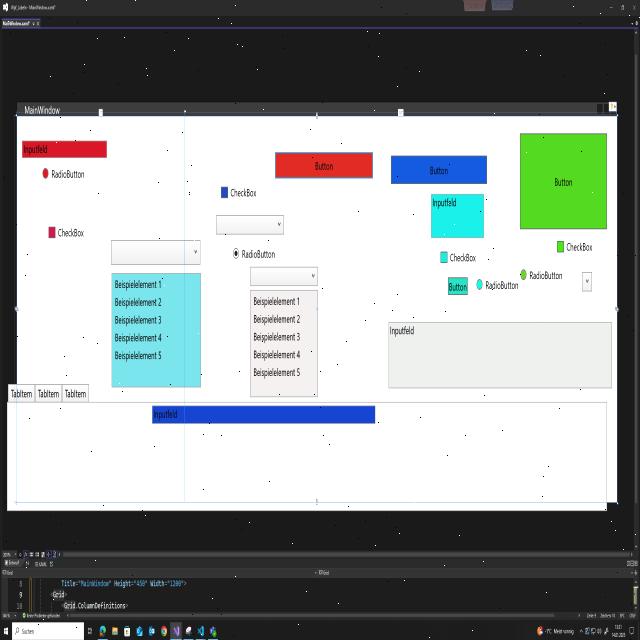 MainWindow.xaml*
MainWindow
Inputfeld
RadioButton
Button
Button
Button
CheckBox
Inputfeld
CheckBox
CheckBox
RadioButton
CheckBox
RadioButton
Button
RadioButton
Beispielelement 1
Beispielelement 2
Beispielelement 3
Beispielelement 4
Beispielelement 5
Beispielelement 1
Beispielelement 2
Beispielelement 3
Beispielelement 4
Beispielelement 5
Inputfeld
TabItem TabItem TabItem
Inputfeld
8 Title="MainWindow" Height="450" Width="1200">
9 <Grid>
10 <Grid.ColumnDefinitions>
Suchen